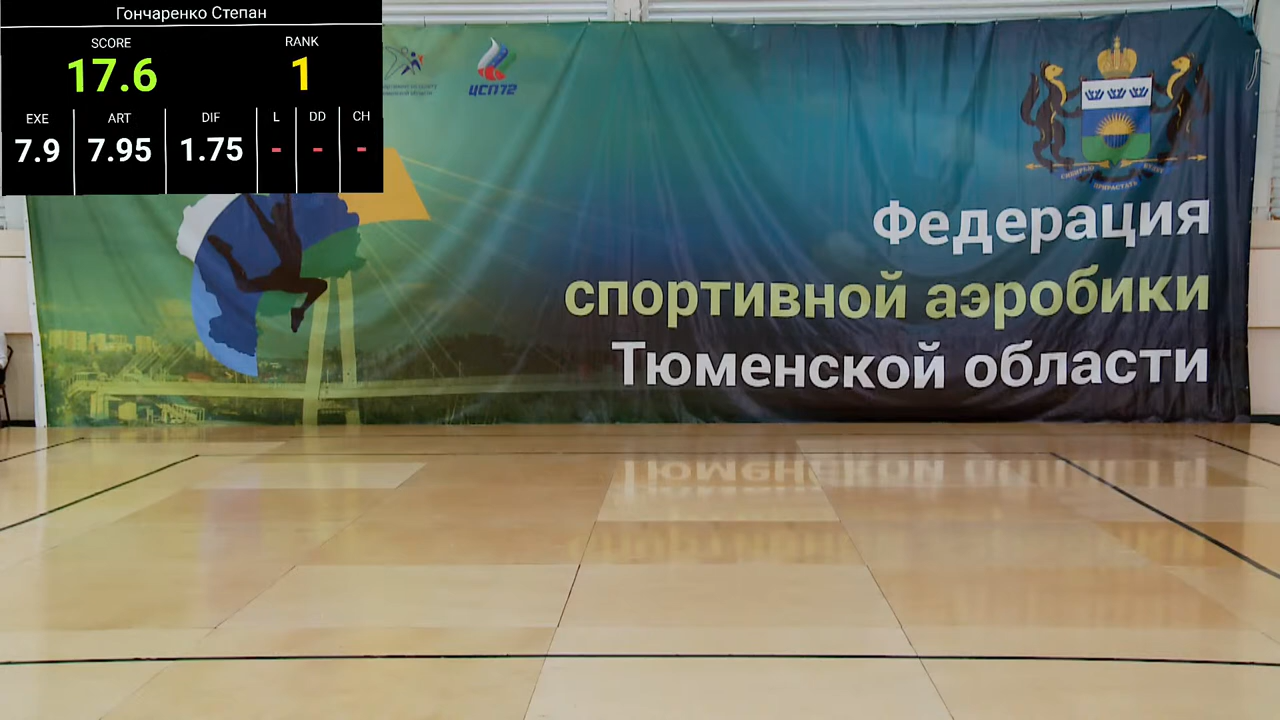 Гончаренко Степан
SCORE RANK
17.6 1
EXE ART DIF L DD CH
7.9 7.95 1.75 - - -
ЦСП72
Федерация
спортивной аэробики
Тюменской области